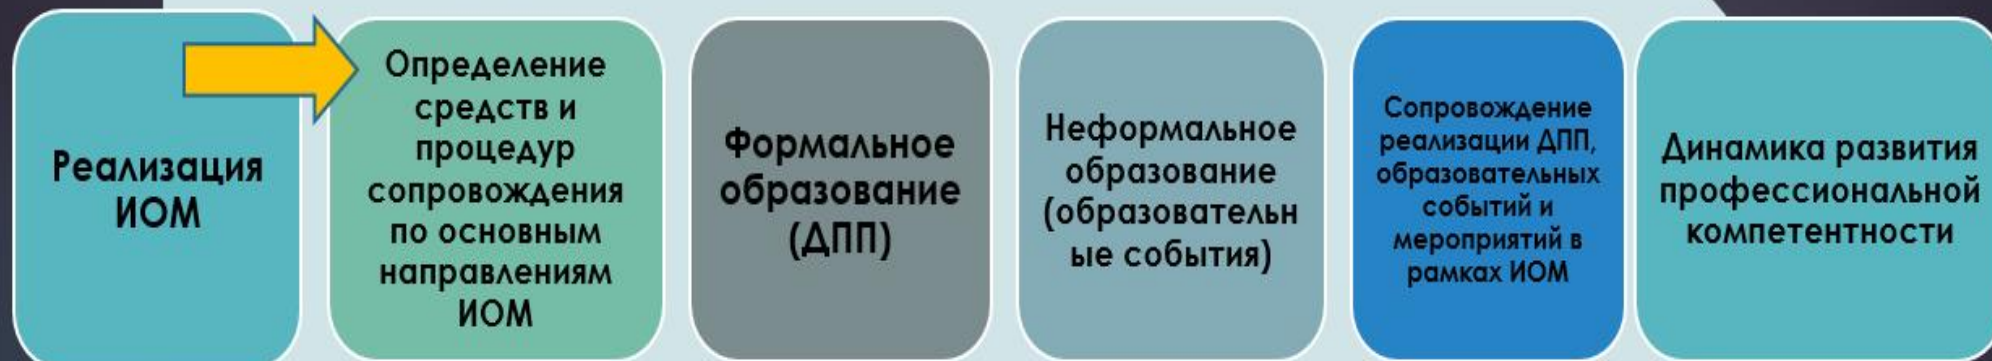 Реализация
ИОМ
Определение
средств и
процедур
сопровождения
по основным
направлениям
ИОМ
Формальное
образование
(ДПП)
Неформальное
образование
(образовательн
ые события)
Сопровождение
реализации ДПП,
образовательных
событий и
мероприятий в
рамках ИОМ
Динамика развития
профессиональной
компетентности